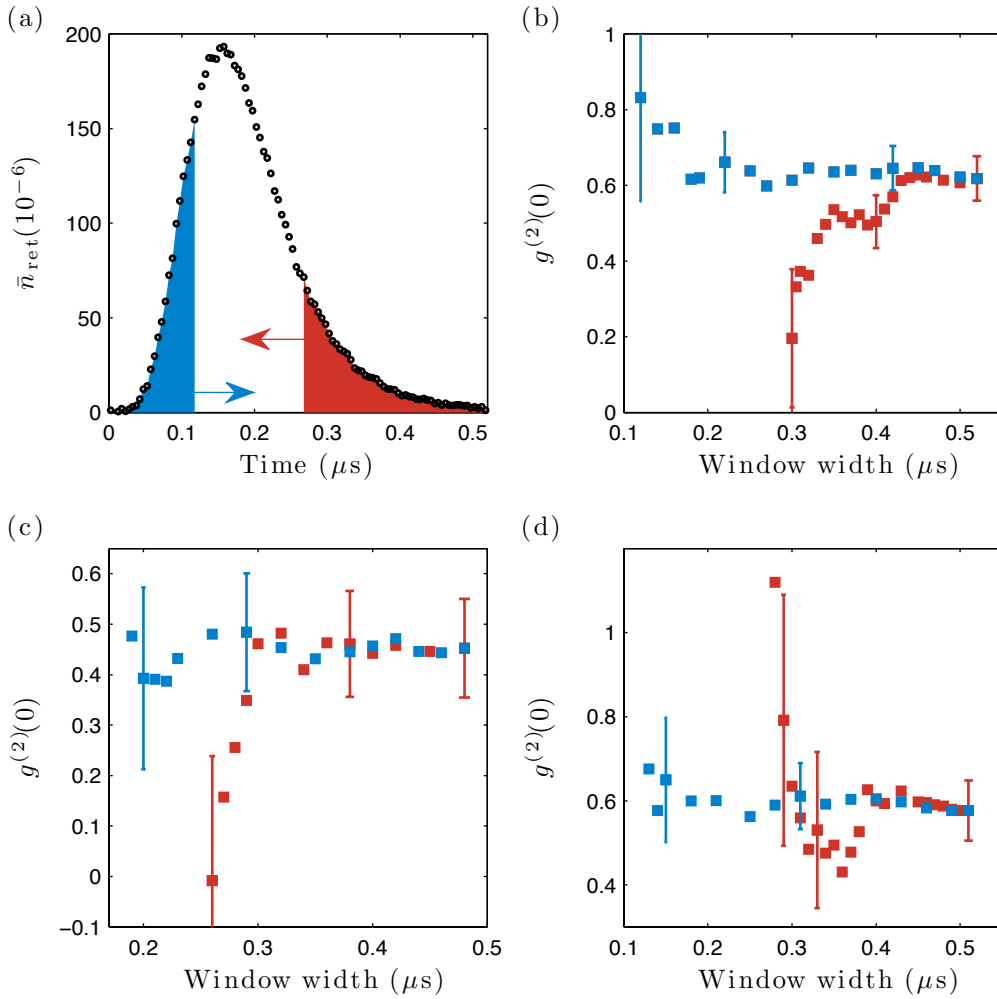 (a)
200
150
100
50
0
n̄ret(10⁻⁶)
0 0.1 0.2 0.3 0.4 0.5
Time (μs)
(b)
1
0.8
0.6
0.4
0.2
0
g⁽²⁾(0)
0.1 0.2 0.3 0.4 0.5
Window width (μs)
(c)
0.6
0.5
0.4
0.3
0.2
0.1
0
−0.1
g⁽²⁾(0)
0.2 0.3 0.4 0.5
Window width (μs)
(d)
1
0.8
0.6
0.4
g⁽²⁾(0)
0.1 0.2 0.3 0.4 0.5
Window width (μs)